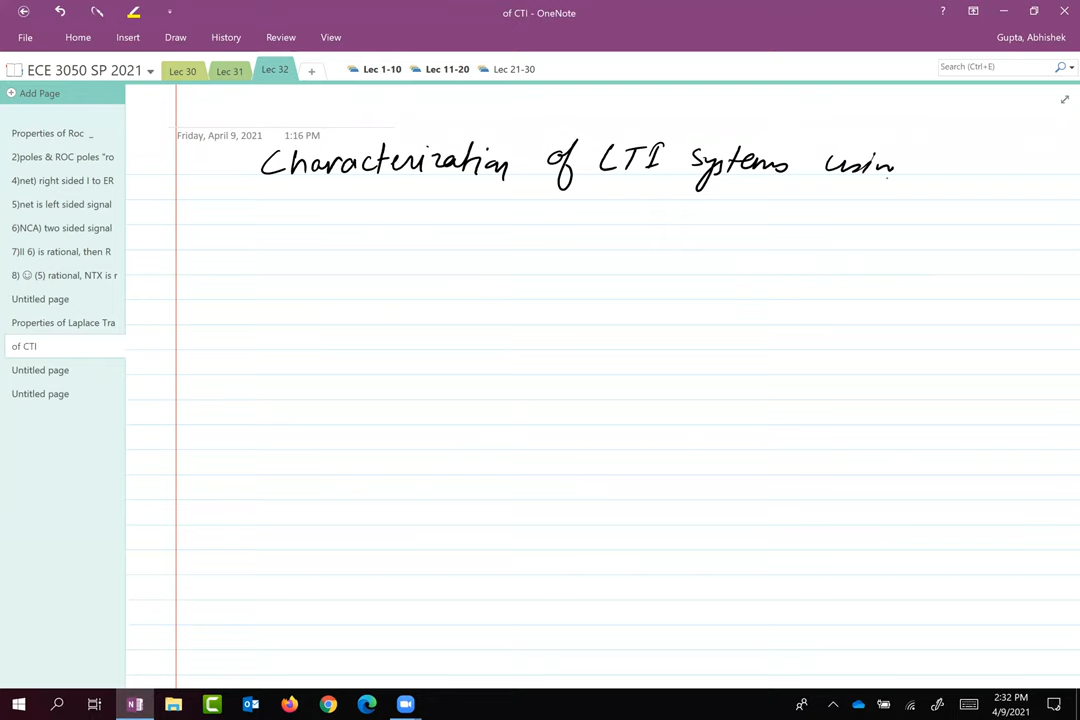 of CTI - OneNote
File Home Insert Draw History Review View
Gupta, Abhishek
ECE 3050 SP 2021
Lec 30 Lec 31 Lec 32 + Lec 1-10 Lec 11-20 Lec 21-30
Search (Ctrl+E)
Add Page
Properties of Roc _
2)poles & ROC poles "ro
4)net) right sided I to ER
5)net is left sided signal
6)NCA) two sided signal
7)II 6) is rational, then R
8) ☺ (5) rational, NTX is r
Untitled page
Properties of Laplace Tra
of CTI
Untitled page
Untitled page
Friday, April 9, 2021 1:16 PM
Characterization of LTI systems usin
2:32 PM
4/9/2021